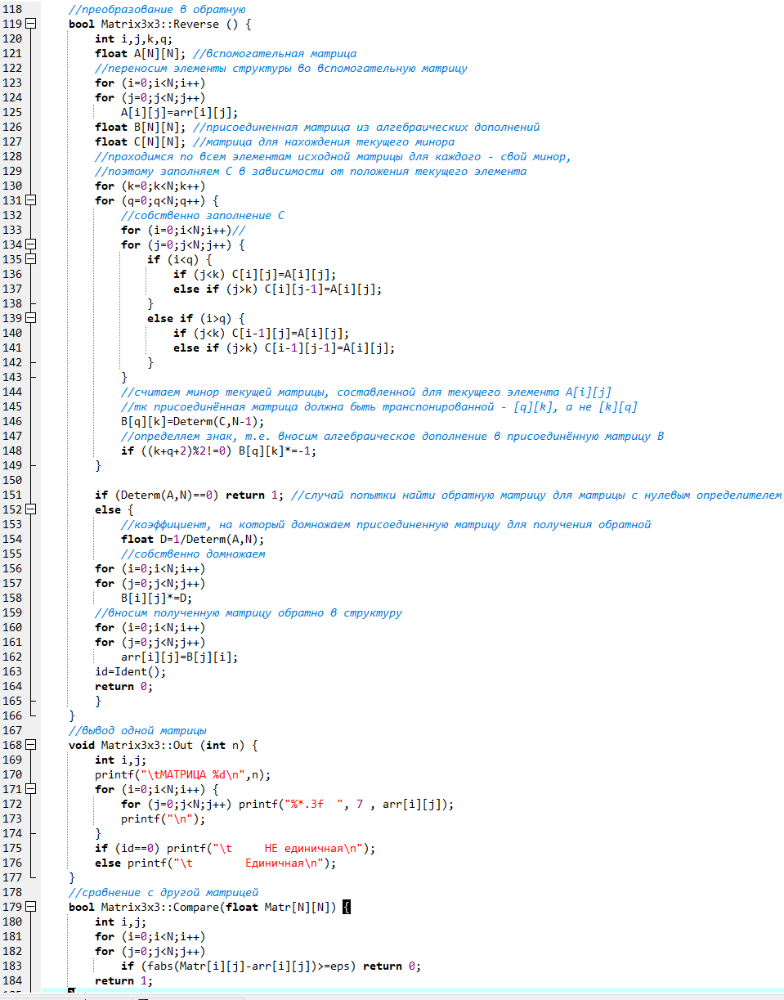 118 //преобразование в обратную
119 bool Matrix3x3::Reverse () {
120 int i,j,k,q;
121 float A[N][N]; //вспомогательная матрица
122 //переносим элементы структуры во вспомогательную матрицу
123 for (i=0;i<N;i++)
124 for (j=0;j<N;j++)
125 A[i][j]=arr[i][j];
126 float B[N][N]; //присоединенная матрица из алгебраических дополнений
127 float C[N][N]; //матрица для нахождения текущего минора
128 //проходимся по всем элементам исходной матрицы для каждого - свой минор,
129 //поэтому заполняем С в зависимости от положения текущего элемента
130 for (k=0;k<N;k++)
131 for (q=0;q<N;q++) {
132 //собственно заполнение С
133 for (i=0;i<N;i++)//
134 for (j=0;j<N;j++) {
135 if (i<q) {
136 if (j<k) C[i][j]=A[i][j];
137 else if (j>k) C[i][j-1]=A[i][j];
138 }
139 else if (i>q) {
140 if (j<k) C[i-1][j]=A[i][j];
141 else if (j>k) C[i-1][j-1]=A[i][j];
142 }
143 }
144 //считаем минор текущей матрицы, составленной для текущего элемента A[i][j]
145 //тк присоединённая матрица должна быть транспонированной - [q][k], а не [k][q]
146 B[q][k]=Determ(C,N-1);
147 //определяем знак, т.е. вносим алгебраическое дополнение в присоединённую матрицу В
148 if ((k+q+2)%2!=0) B[q][k]*=-1;
149 }
150
151 if (Determ(A,N)==0) return 1; //случай попытки найти обратную матрицу для матрицы с нулевым определителем
152 else {
153 //коэффициент, на который домножаем присоединенную матрицу для получения обратной
154 float D=1/Determ(A,N);
155 //собственно домножаем
156 for (i=0;i<N;i++)
157 for (j=0;j<N;j++)
158 B[i][j]*=D;
159 //вносим полученную матрицу обратно в структуру
160 for (i=0;i<N;i++)
161 for (j=0;j<N;j++)
162 arr[i][j]=B[j][i];
163 id=Ident();
164 return 0;
165 }
166 }
167 //вывод одной матрицы
168 void Matrix3x3::Out (int n) {
169 int i,j;
170 printf("\tМАТРИЦА %d\n",n);
171 for (i=0;i<N;i++) {
172 for (j=0;j<N;j++) printf("%*.3f  ", 7 , arr[i][j]);
173 printf("\n");
174 }
175 if (id==0) printf("\t     НЕ единичная\n");
176 else printf("\t        Единичная\n");
177 }
178 //сравнение с другой матрицей
179 bool Matrix3x3::Compare(float Matr[N][N]) {
180 int i,j;
181 for (i=0;i<N;i++)
182 for (j=0;j<N;j++)
183 if (fabs(Matr[i][j]-arr[i][j])>=eps) return 0;
184 return 1;